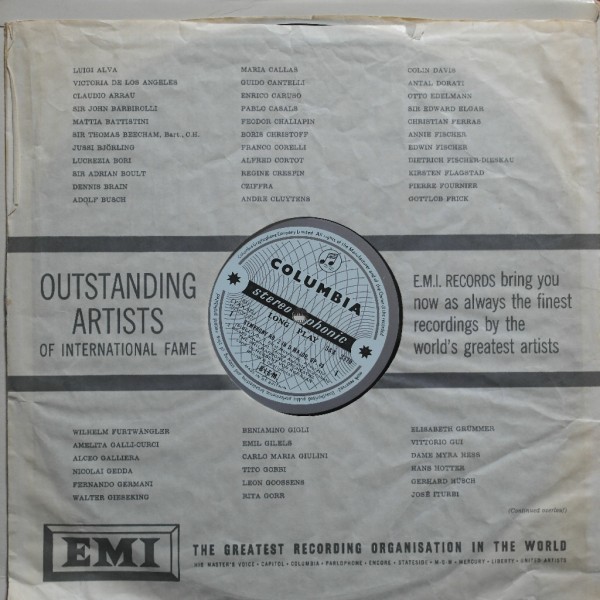 LUIGI ALVA
VICTORIA DE LOS ANGELES
CLAUDIO ARRAU
SIR JOHN BARBIROLLI
MATTIA BATTISTINI
SIR THOMAS BEECHAM, Bart., C.H.
JUSSI BJÖRLING
LUCREZIA BORI
SIR ADRIAN BOULT
DENNIS BRAIN
ADOLF BUSCH
MARIA CALLAS
GUIDO CANTELLI
ENRICO CARUSO
PABLO CASALS
FEODOR CHALIAPIN
BORIS CHRISTOFF
FRANCO CORELLI
ALFRED CORTOT
REGINE CRESPIN
CZIFFRA
ANDRE CLUYTENS
COLIN DAVIS
ANTAL DORATI
OTTO EDELMANN
SIR EDWARD ELGAR
CHRISTIAN FERRAS
ANNIE FISCHER
EDWIN FISCHER
DIETRICH FISCHER-DIESKAU
KIRSTEN FLAGSTAD
PIERRE FOURNIER
GOTTLOB FRICK
OUTSTANDING
ARTISTS
OF INTERNATIONAL FAME
COLUMBIA
stereophonic
LONG PLAY
E.M.I. RECORDS bring you
now as always the finest
recordings by the
world's greatest artists
WILHELM FURTWÄNGLER
AMELITA GALLI-CURCI
ALCEO GALLIERA
NICOLAI GEDDA
FERNANDO GERMANI
WALTER GIESEKING
BENIAMINO GIGLI
EMIL GILELS
CARLO MARIA GIULINI
TITO GOBBI
LEON GOOSSENS
RITA GORR
ELISABETH GRÜMMER
VITTORIO GUI
DAME MYRA HESS
HANS HOTTER
GERHARD HÜSCH
JOSÉ ITURBI
(Continued overleaf)
EMI
THE GREATEST RECORDING ORGANISATION IN THE WORLD
HIS MASTER'S VOICE • CAPITOL • COLUMBIA • PARLOPHONE • ENCORE • STATESIDE • M-G-M • MERCURY • LIBERTY • UNITED ARTISTS